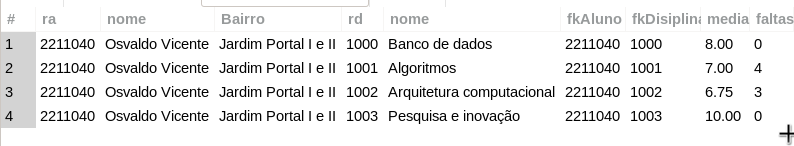 # ra nome Bairro rd nome fkAluno fkDisiplina media faltas
1 2211040 Osvaldo Vicente Jardim Portal I e II 1000 Banco de dados 2211040 1000 8.00 0
2 2211040 Osvaldo Vicente Jardim Portal I e II 1001 Algoritmos 2211040 1001 7.00 4
3 2211040 Osvaldo Vicente Jardim Portal I e II 1002 Arquitetura computacional 2211040 1002 6.75 3
4 2211040 Osvaldo Vicente Jardim Portal I e II 1003 Pesquisa e inovação 2211040 1003 10.00 0